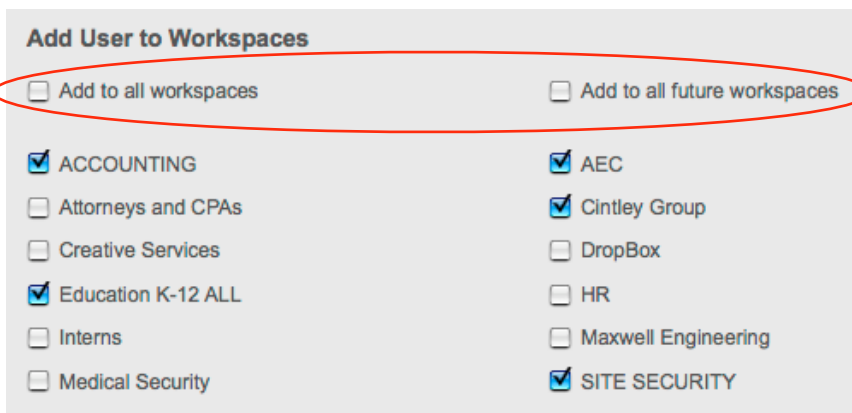 Add User to Workspaces
Add to all workspaces Add to all future workspaces
ACCOUNTING AEC
Attorneys and CPAs Cintley Group
Creative Services DropBox
Education K-12 ALL HR
Interns Maxwell Engineering
Medical Security SITE SECURITY